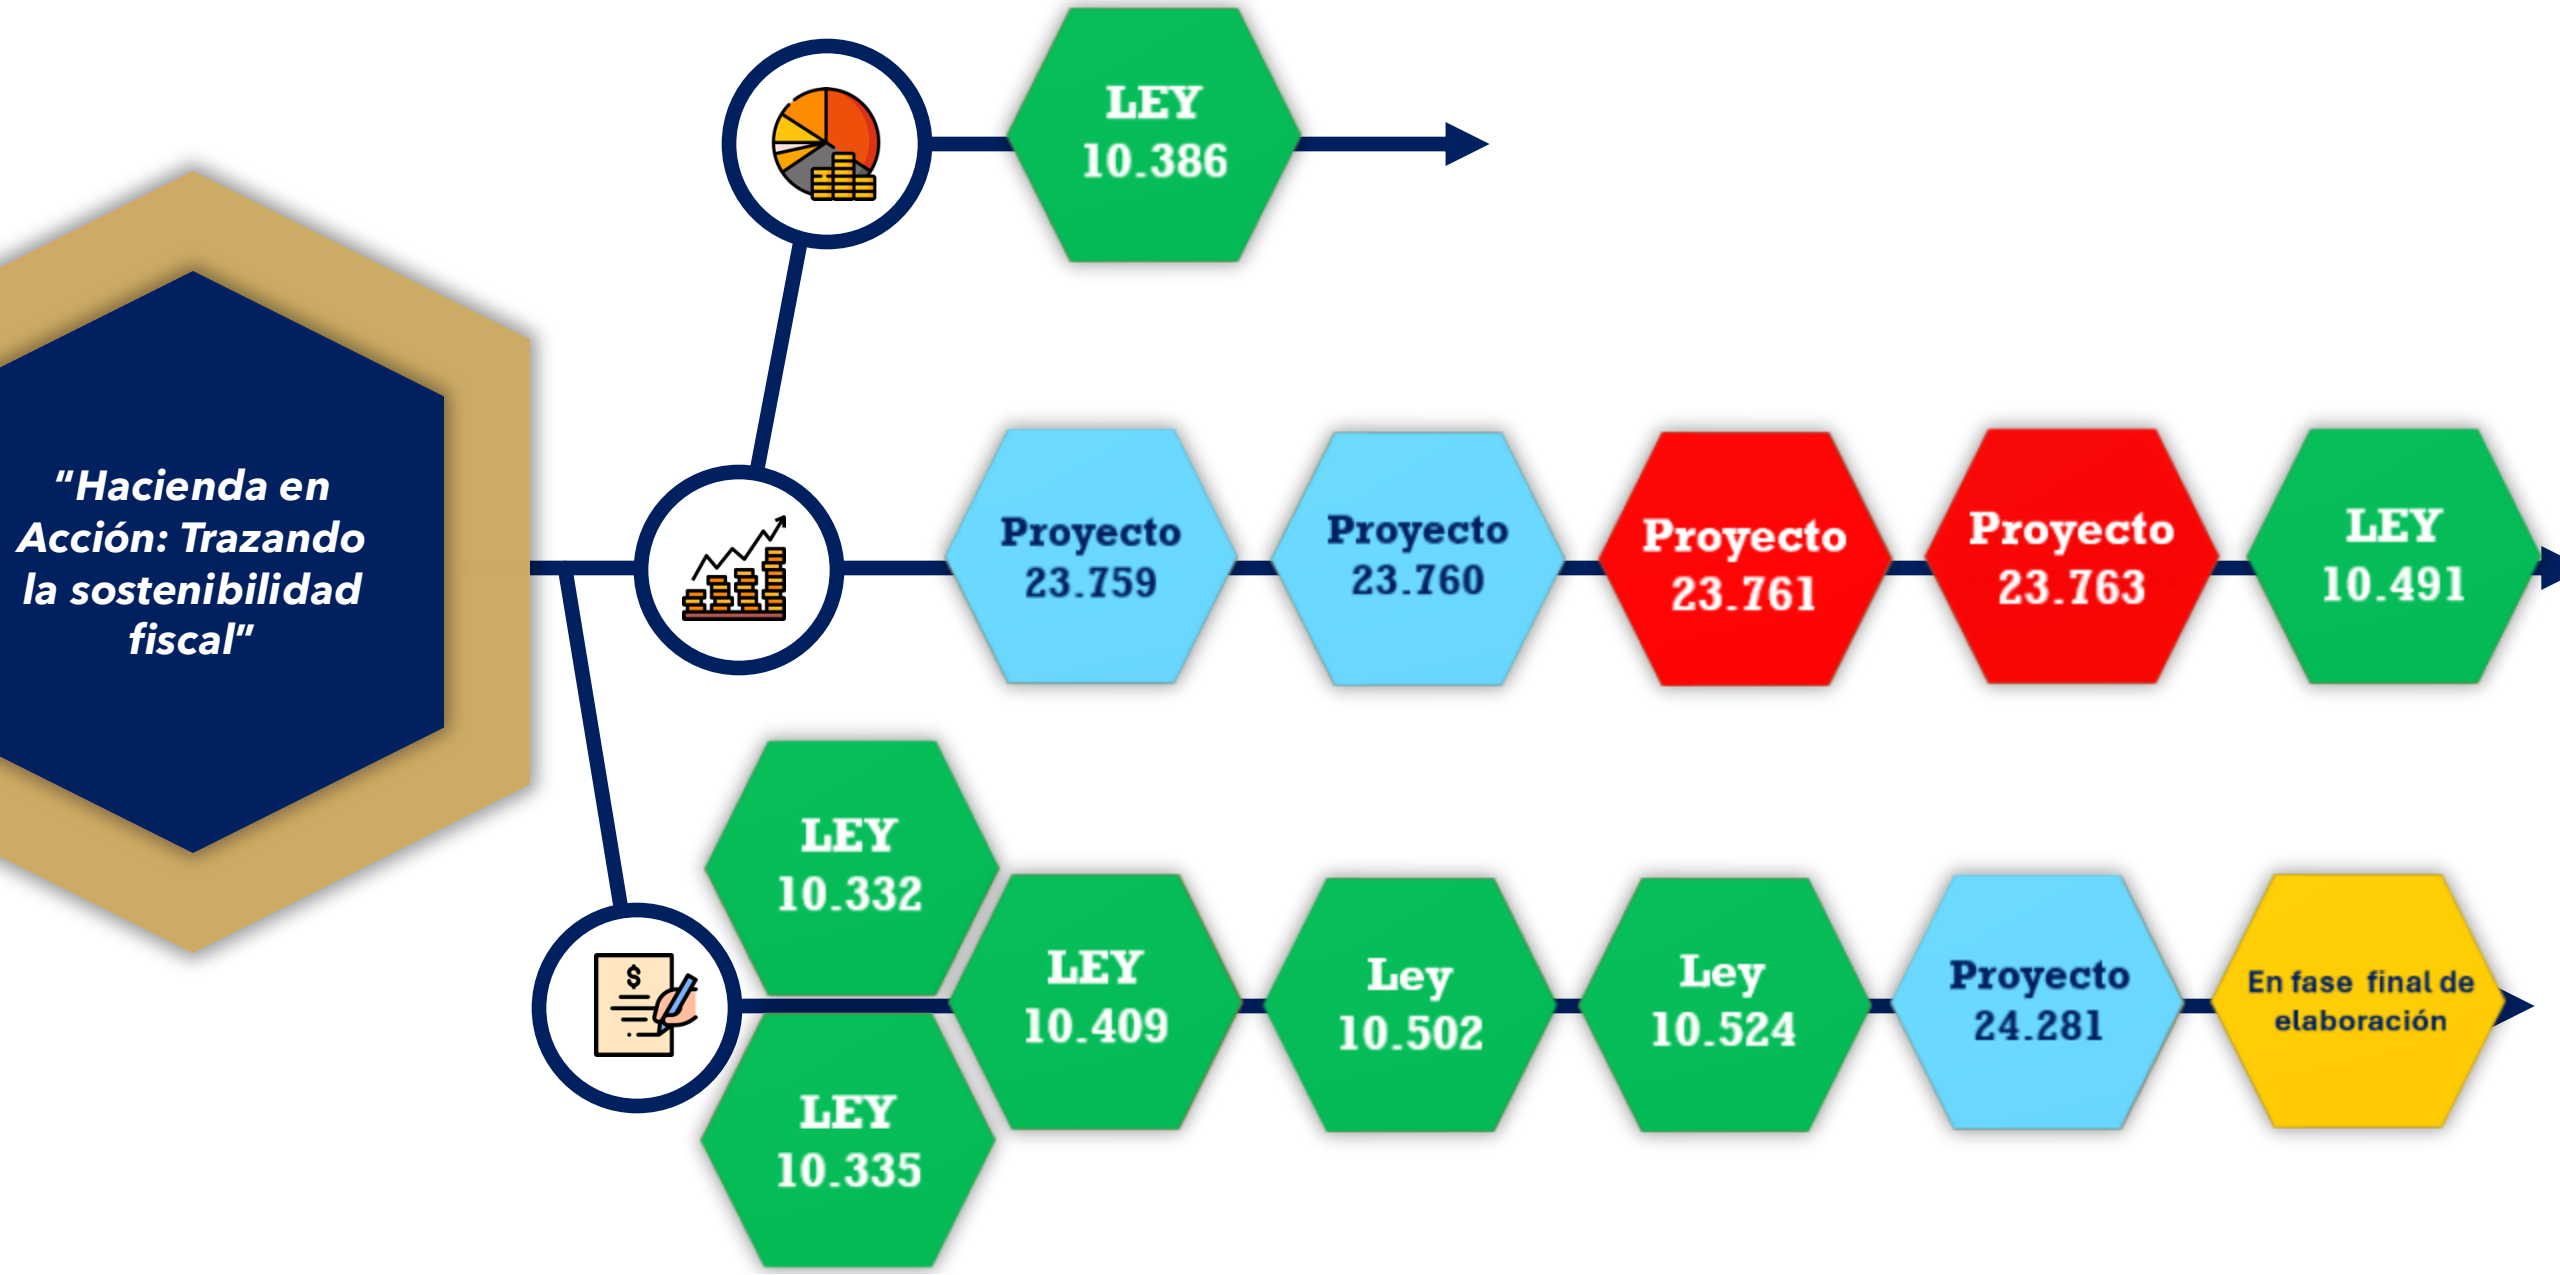 “Hacienda en
Acción: Trazando
la sostenibilidad
fiscal”
LEY
10.386
Proyecto
23.759
Proyecto
23.760
Proyecto
23.761
Proyecto
23.763
LEY
10.491
LEY
10.332
LEY
10.335
LEY
10.409
Ley
10.502
Ley
10.524
Proyecto
24.281
En fase final de
elaboración
$